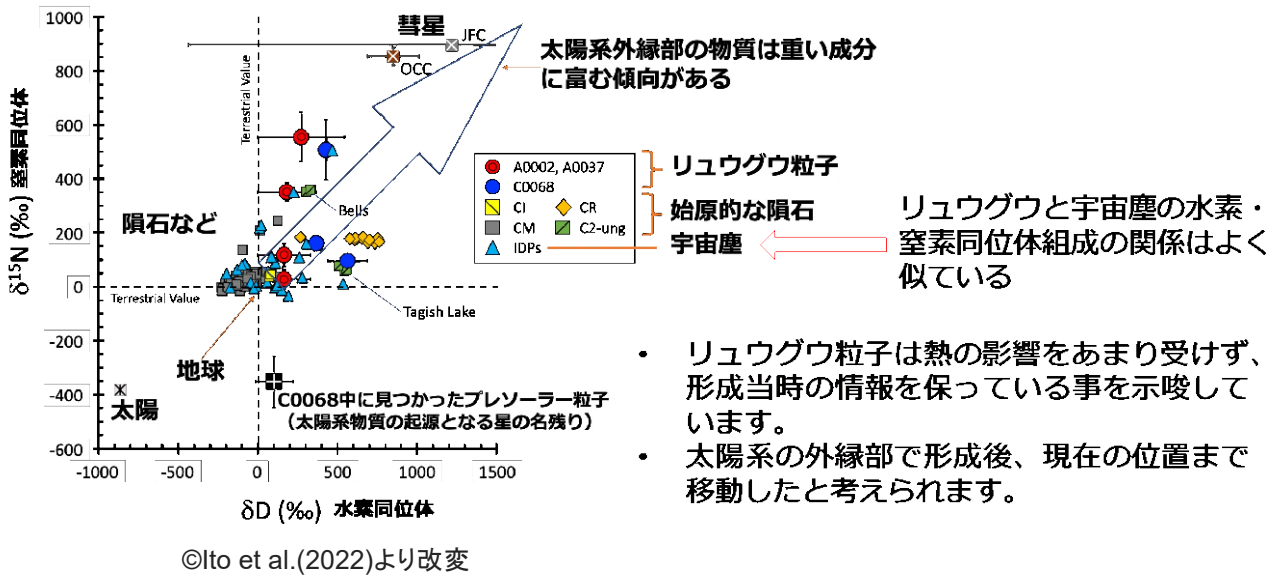 1000
800
600
400
200
0
-200
-400
-600
-1000
-500
0
500
1000
1500
δ¹⁵N (‰) 窒素同位体
δD (‰) 水素同位体
彗星
JFC
OCC
Terrestrial Value
太陽系外縁部の物質は重い成分
に富む傾向がある
隕石など
Bells
A0002, A0037
C0068
CI
CR
CM
C2-ung
IDPs
リュウグウ粒子
始原的な隕石
宇宙塵
リュウグウと宇宙塵の水素・
窒素同位体組成の関係はよく
似ている
Terrestrial Value
Tagish Lake
地球
太陽
C0068中に見つかったプレソーラー粒子
(太陽系物質の起源となる星の名残り)
• リュウグウ粒子は熱の影響をあまり受けず、
形成当時の情報を保っている事を示唆して
います。
• 太陽系の外縁部で形成後、現在の位置まで
移動したと考えられます。
©Ito et al.(2022)より改変